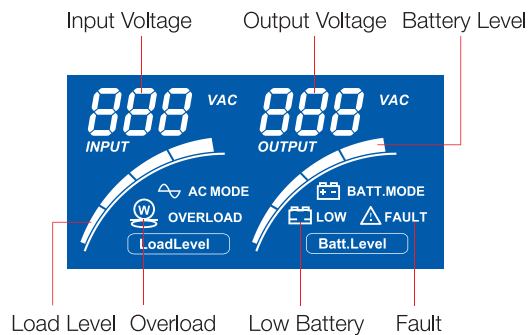 Input Voltage Output Voltage Battery Level
888 VAC 888 VAC
INPUT OUTPUT
AC MODE BATT.MODE
W OVERLOAD LOW FAULT
LoadLevel Batt.Level
Load Level Overload Low Battery Fault